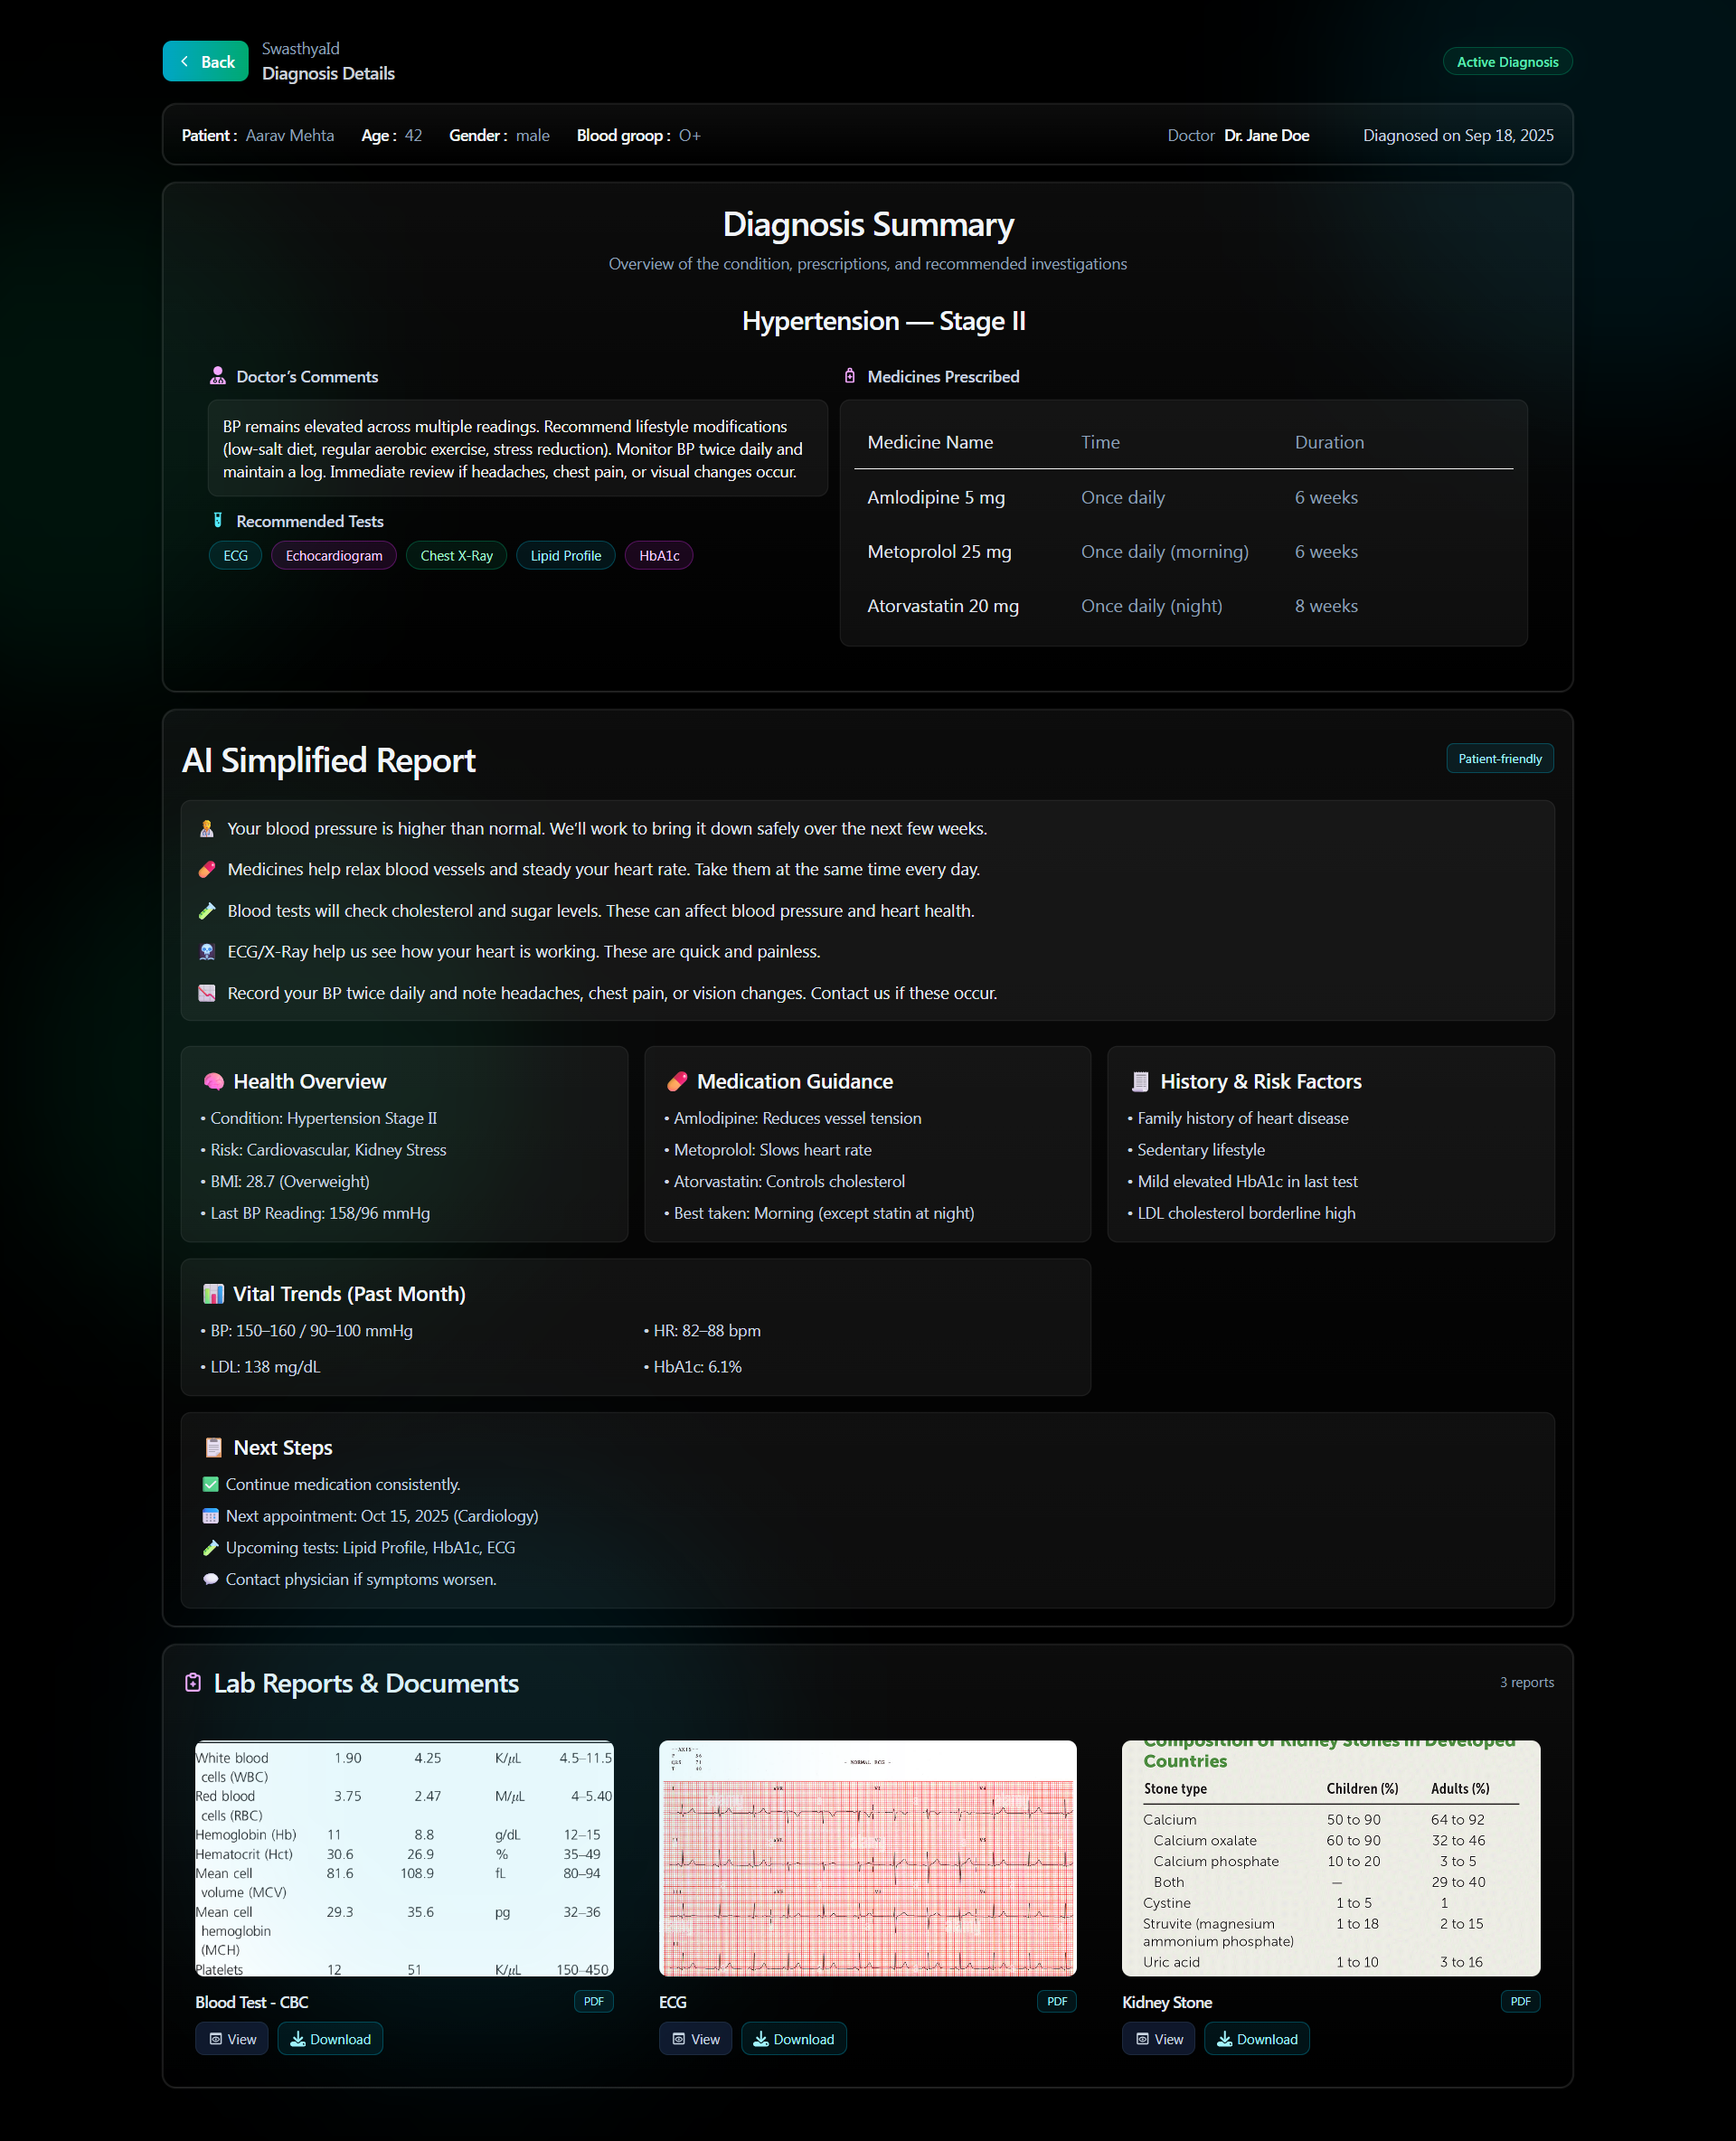 Back
SwasthyaId
Diagnosis Details
Active Diagnosis
Patient : Aarav Mehta Age : 42 Gender : male Blood groop : O+
Doctor Dr. Jane Doe Diagnosed on Sep 18, 2025
Diagnosis Summary
Overview of the condition, prescriptions, and recommended investigations
Hypertension — Stage II
Doctor’s Comments
BP remains elevated across multiple readings. Recommend lifestyle modifications
(low-salt diet, regular aerobic exercise, stress reduction). Monitor BP twice daily and
maintain a log. Immediate review if headaches, chest pain, or visual changes occur.
Recommended Tests
ECG Echocardiogram Chest X-Ray Lipid Profile HbA1c
Medicines Prescribed
Medicine Name Time Duration
Amlodipine 5 mg Once daily 6 weeks
Metoprolol 25 mg Once daily (morning) 6 weeks
Atorvastatin 20 mg Once daily (night) 8 weeks
AI Simplified Report
Patient-friendly
Your blood pressure is higher than normal. We’ll work to bring it down safely over the next few weeks.
Medicines help relax blood vessels and steady your heart rate. Take them at the same time every day.
Blood tests will check cholesterol and sugar levels. These can affect blood pressure and heart health.
ECG/X-Ray help us see how your heart is working. These are quick and painless.
Record your BP twice daily and note headaches, chest pain, or vision changes. Contact us if these occur.
Health Overview
• Condition: Hypertension Stage II
• Risk: Cardiovascular, Kidney Stress
• BMI: 28.7 (Overweight)
• Last BP Reading: 158/96 mmHg
Medication Guidance
• Amlodipine: Reduces vessel tension
• Metoprolol: Slows heart rate
• Atorvastatin: Controls cholesterol
• Best taken: Morning (except statin at night)
History & Risk Factors
• Family history of heart disease
• Sedentary lifestyle
• Mild elevated HbA1c in last test
• LDL cholesterol borderline high
Vital Trends (Past Month)
• BP: 150–160 / 90–100 mmHg
• HR: 82–88 bpm
• LDL: 138 mg/dL
• HbA1c: 6.1%
Next Steps
Continue medication consistently.
Next appointment: Oct 15, 2025 (Cardiology)
Upcoming tests: Lipid Profile, HbA1c, ECG
Contact physician if symptoms worsen.
Lab Reports & Documents
3 reports
White blood 1.90 4.25 K/μL 4.5–11.5
cells (WBC)
Red blood 3.75 2.47 M/μL 4–5.40
cells (RBC)
Hemoglobin (Hb) 11 8.8 g/dL 12–15
Hematocrit (Hct) 30.6 26.9 % 35–49
Mean cell 81.6 108.9 fL 80–94
volume (MCV)
Mean cell 29.3 35.6 pg 32–36
hemoglobin
(MCH)
Platelets 12 51 K/μL 150–450
Blood Test - CBC
PDF
View
Download
--AXIS--
- NORMAL ECG -
ECG
PDF
View
Download
Composition of Kidney Stones in Developed
Countries
Stone type Children (%) Adults (%)
Calcium 50 to 90 64 to 92
Calcium oxalate 60 to 90 32 to 46
Calcium phosphate 10 to 20 3 to 5
Both — 29 to 40
Cystine 1 to 5 1
Struvite (magnesium 1 to 18 2 to 15
ammonium phosphate)
Uric acid 1 to 10 3 to 16
Kidney Stone
PDF
View
Download